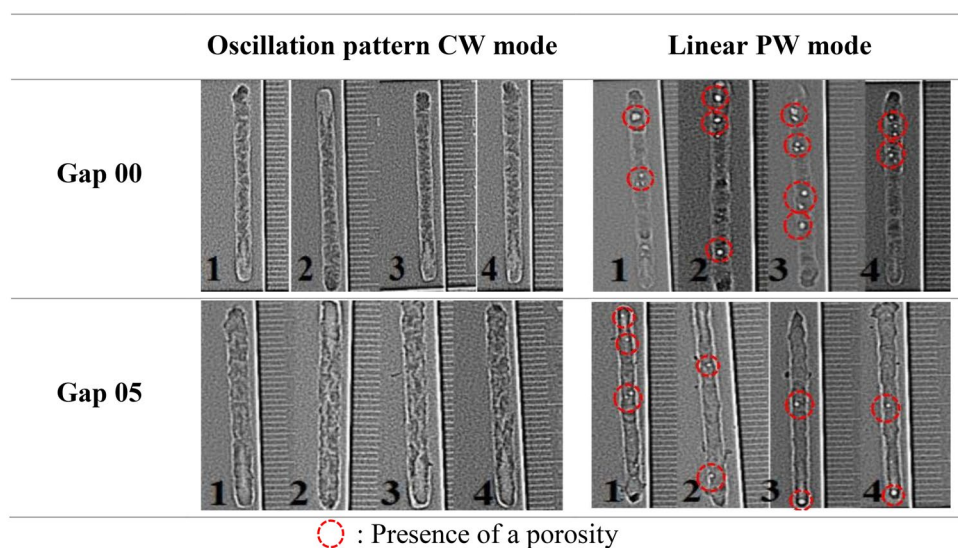 Oscillation pattern CW mode
Linear PW mode
Gap 00
1 2 3 4
1 2 3 4
Gap 05
1 2 3 4
1 2 3 4
: Presence of a porosity